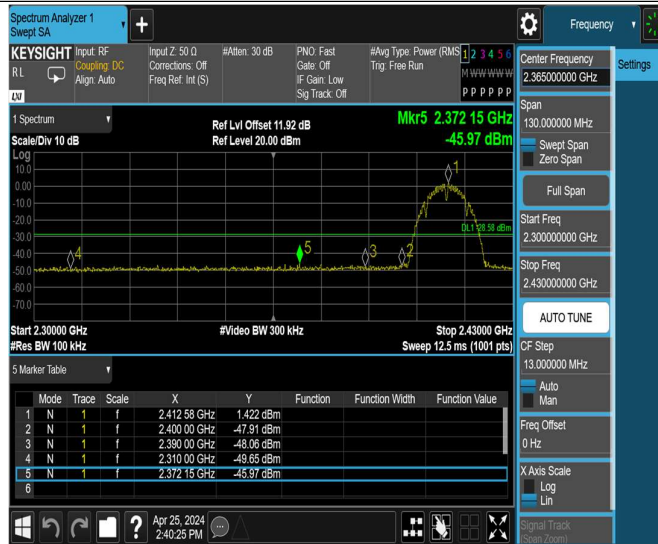 Spectrum Analyzer 1
Swept SA
Frequency
KEYSIGHT
RL
LXI
Input: RF
Coupling: DC
Align: Auto
Input Z: 50 Ω
Corrections: Off
Freq Ref: Int (S)
#Atten: 30 dB
PNO: Fast
Gate: Off
IF Gain: Low
Sig Track: Off
#Avg Type: Power (RMS
Trig: Free Run
1 2 3 4 5 6
M W W W W W
P P P P P P
Center Frequency
2.365000000 GHz
Settings
Span
130.000000 MHz
Swept Span
Zero Span
Full Span
Start Freq
2.300000000 GHz
Stop Freq
2.430000000 GHz
AUTO TUNE
CF Step
13.000000 MHz
Auto
Man
Freq Offset
0 Hz
X Axis Scale
Log
Lin
Signal Track
(Span Zoom)
1 Spectrum
Scale/Div 10 dB
Ref Lvl Offset 11.92 dB
Ref Level 20.00 dBm
Mkr5 2.372 15 GHz
-45.97 dBm
Log
10.0
0.00
-10.0
-20.0
-30.0
-40.0
-50.0
-60.0
-70.0
1
DL1 -28.58 dBm
4
5
3
2
Start 2.30000 GHz
#Video BW 300 kHz
Stop 2.43000 GHz
#Res BW 100 kHz
Sweep 12.5 ms (1001 pts)
5 Marker Table
Mode Trace Scale X Y Function Function Width Function Value
1 N 1 f 2.412 58 GHz 1.422 dBm
2 N 1 f 2.400 00 GHz -47.91 dBm
3 N 1 f 2.390 00 GHz -48.06 dBm
4 N 1 f 2.310 00 GHz -49.65 dBm
5 N 1 f 2.372 15 GHz -45.97 dBm
6
Apr 25, 2024
2:40:25 PM